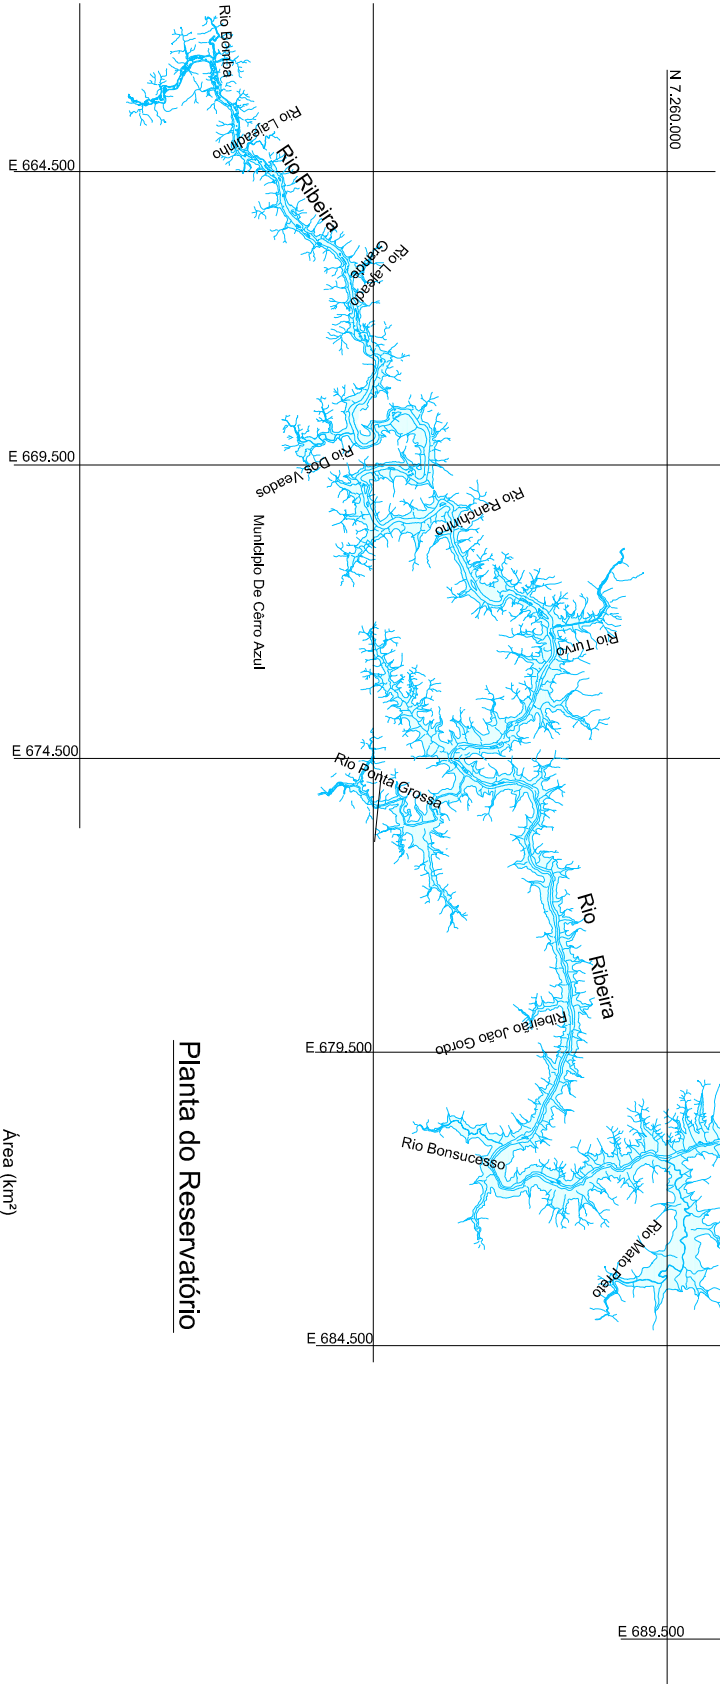 Rio Bomba
N 7.260.000
Rio Lajeadinho
E 664.500
Rio Ribeira
Rio Lajeado
Grande
E 669.500
Rio Dos Veados
Rio Ranchinho
Município De Cêrro Azul
Rio Turvo
E 674.500
Rio Ponta Grossa
Rio
Ribeira
Ribeirão João Gordo
E 679.500
Rio Bonsucesso
Planta do Reservatório
Área (km²)
Rio Mato Preto
E 684.500
E 689.500